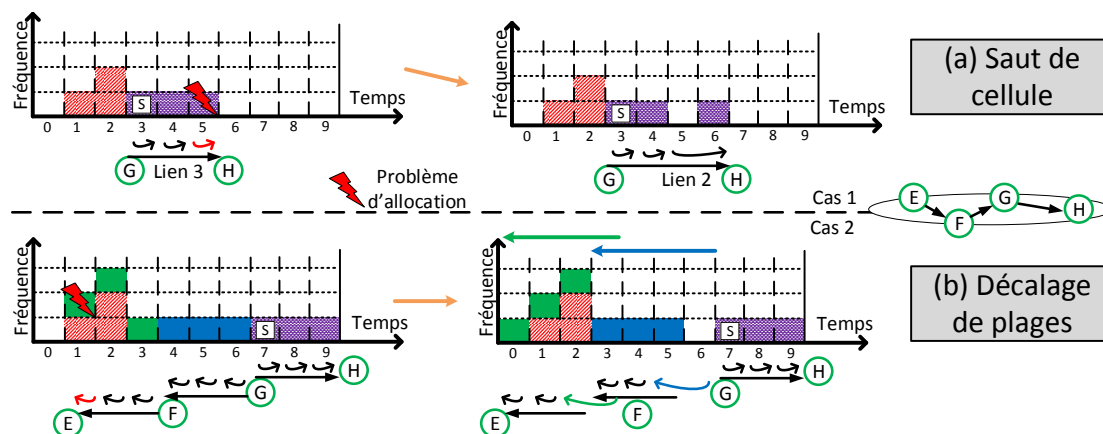 Fréquence
S
Temps
0 1 2 3 4 5 6 7 8 9
G Lien 3 H
Fréquence
S
Temps
0 1 2 3 4 5 6 7 8 9
G Lien 2 H
(a) Saut de
cellule
Problème
d'allocation
Cas 1
Cas 2
E F G H
Fréquence
S
Temps
0 1 2 3 4 5 6 7 8 9
E F G H
Fréquence
S
Temps
0 1 2 3 4 5 6 7 8 9
E F G H
(b) Décalage
de plages